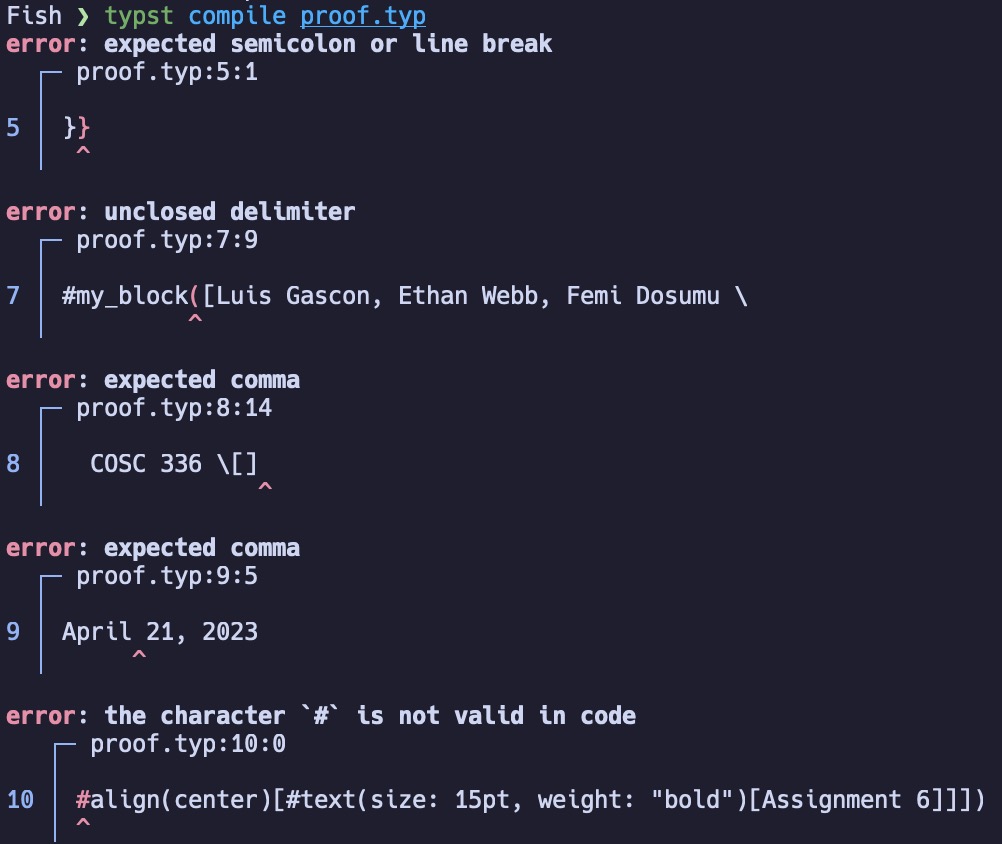 Fish ❯ typst compile proof.typ
error: expected semicolon or line break
proof.typ:5:1
5 }}
^
error: unclosed delimiter
proof.typ:7:9
7 #my_block([Luis Gascon, Ethan Webb, Femi Dosumu \
^
error: expected comma
proof.typ:8:14
8 COSC 336 \[]
^
error: expected comma
proof.typ:9:5
9 April 21, 2023
^
error: the character `#` is not valid in code
proof.typ:10:0
10 #align(center)[#text(size: 15pt, weight: "bold")[Assignment 6]]])
^